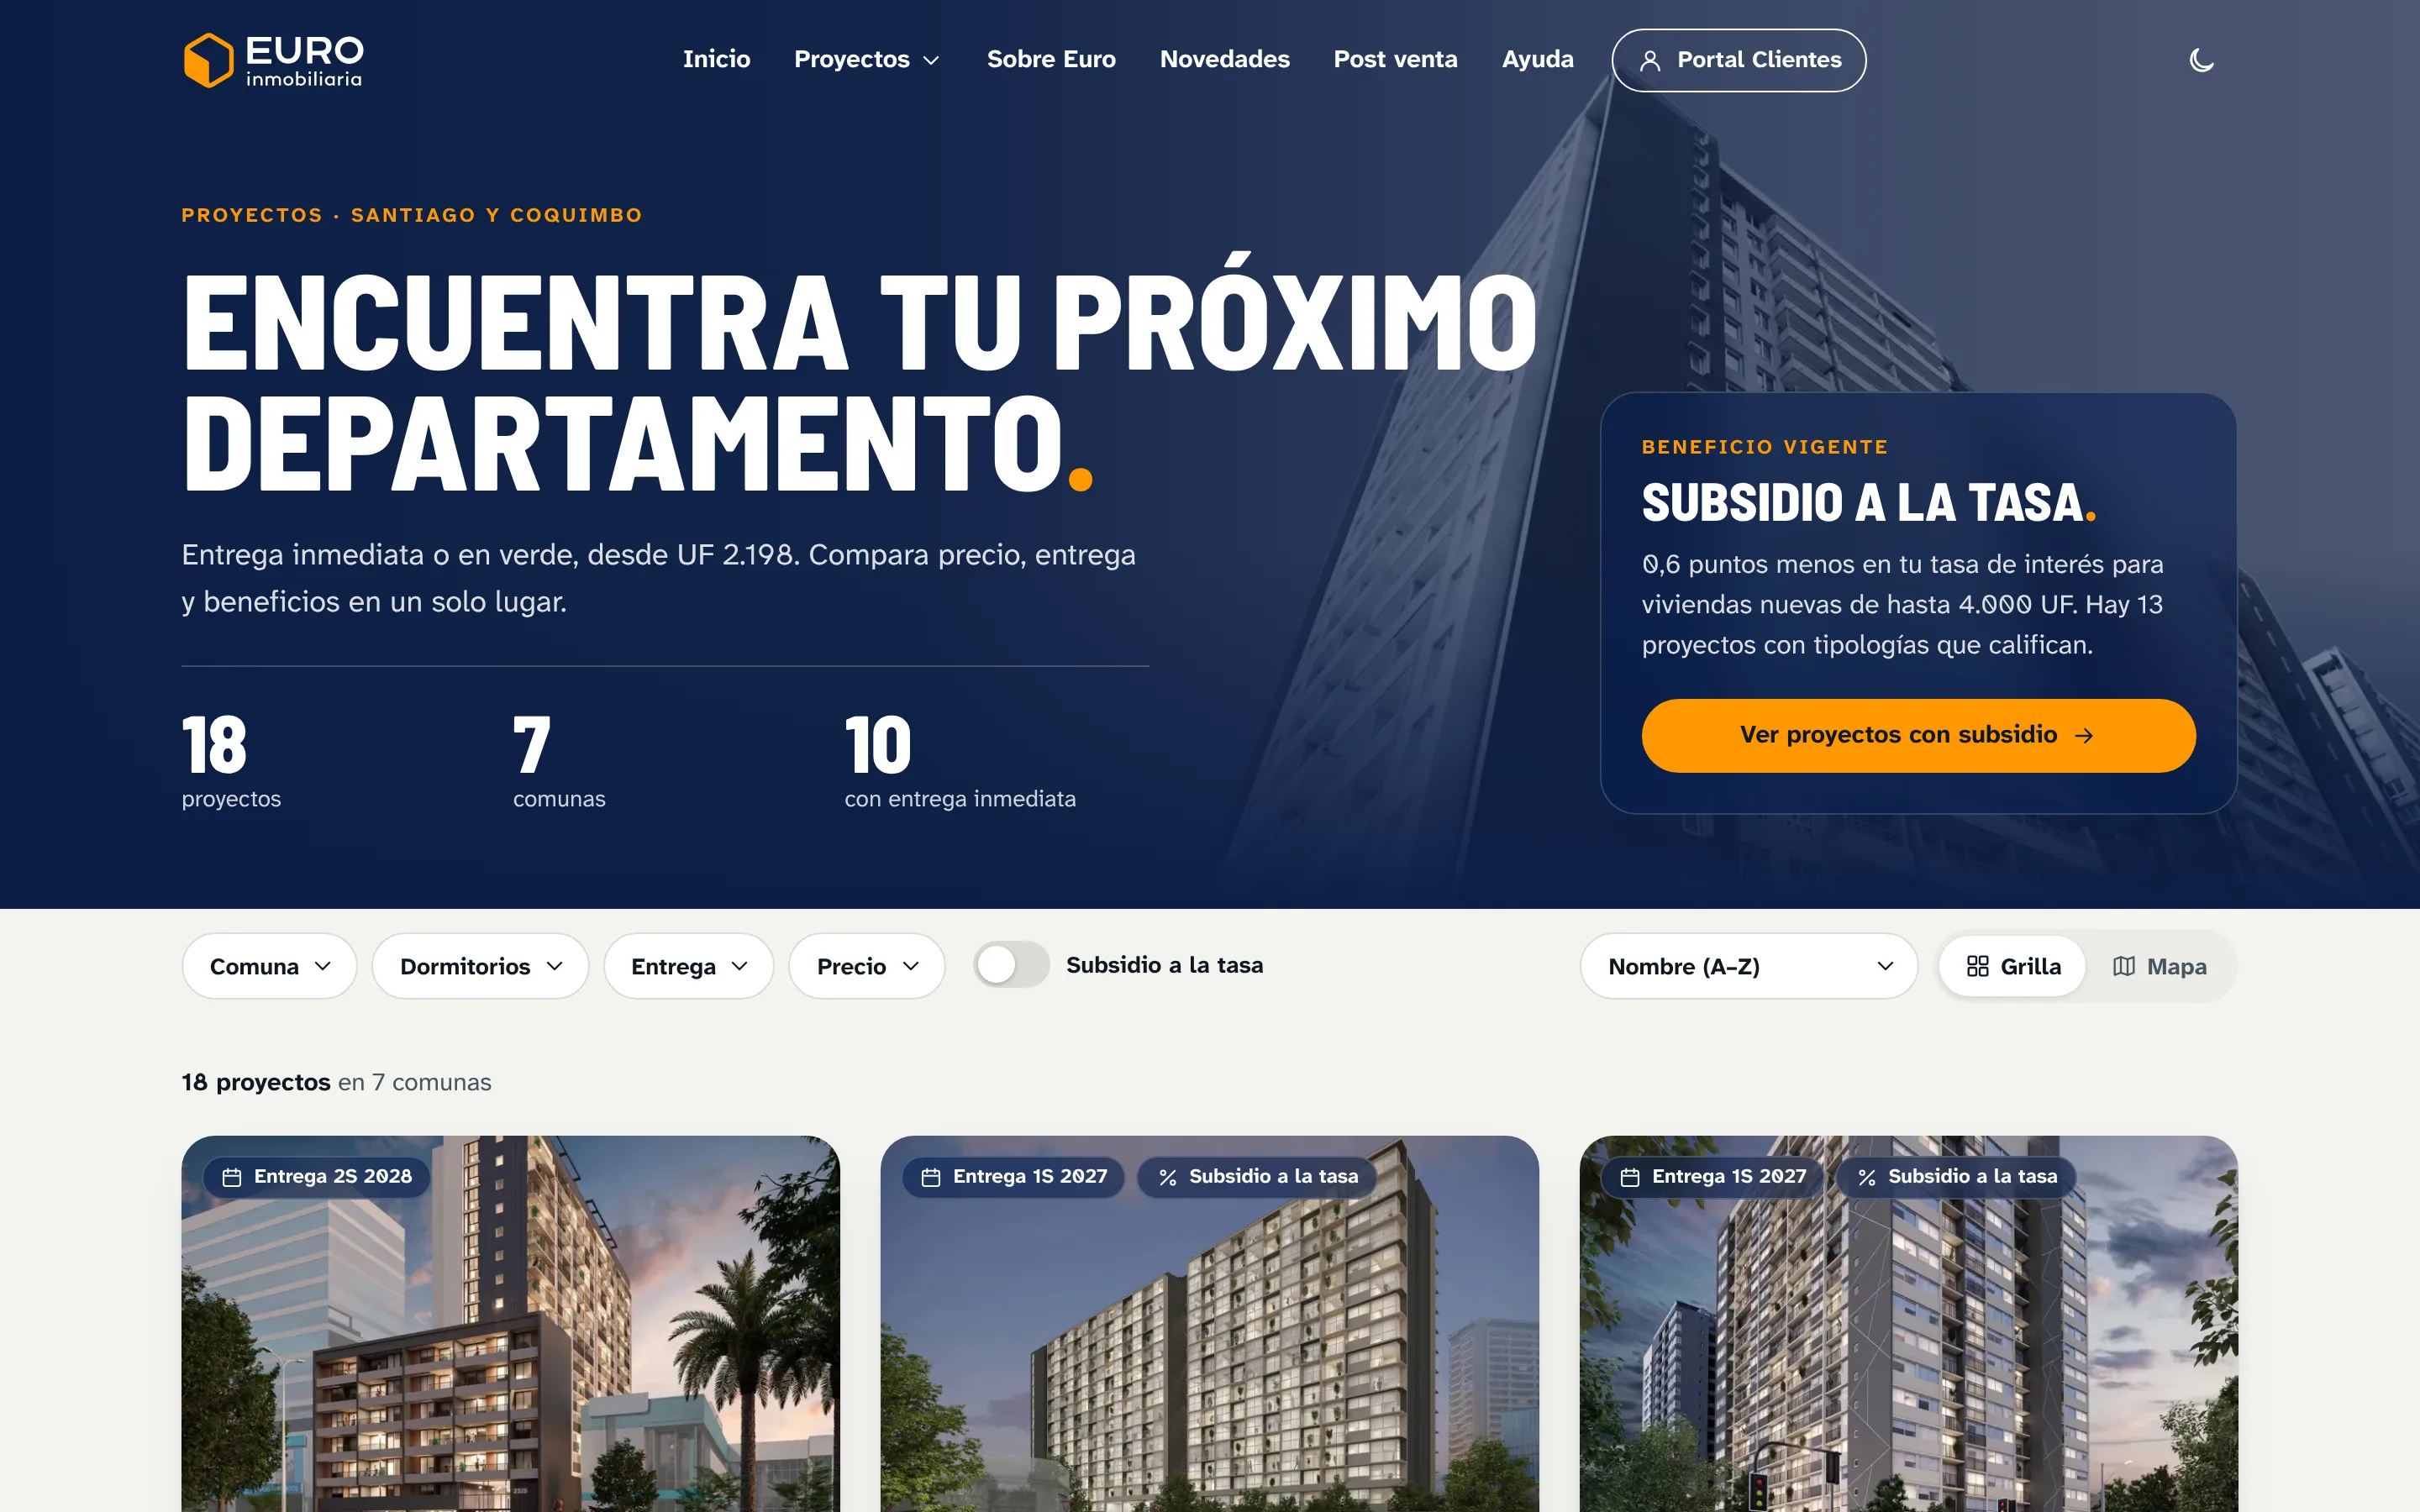 EURO
inmobiliaria
Inicio
Proyectos
Sobre Euro
Novedades
Post venta
Ayuda
Portal Clientes
PROYECTOS · SANTIAGO Y COQUIMBO
ENCUENTRA TU PRÓXIMO
DEPARTAMENTO.
Entrega inmediata o en verde, desde UF 2.198. Compara precio, entrega
y beneficios en un solo lugar.
18
proyectos
7
comunas
10
con entrega inmediata
BENEFICIO VIGENTE
SUBSIDIO A LA TASA.
0,6 puntos menos en tu tasa de interés para
viviendas nuevas de hasta 4.000 UF. Hay 13
proyectos con tipologías que califican.
Ver proyectos con subsidio →
Comuna
Dormitorios
Entrega
Precio
Subsidio a la tasa
Nombre (A–Z)
Grilla
Mapa
18 proyectos en 7 comunas
Entrega 2S 2028
Entrega 1S 2027
% Subsidio a la tasa
Entrega 1S 2027
% Subsidio a la tasa